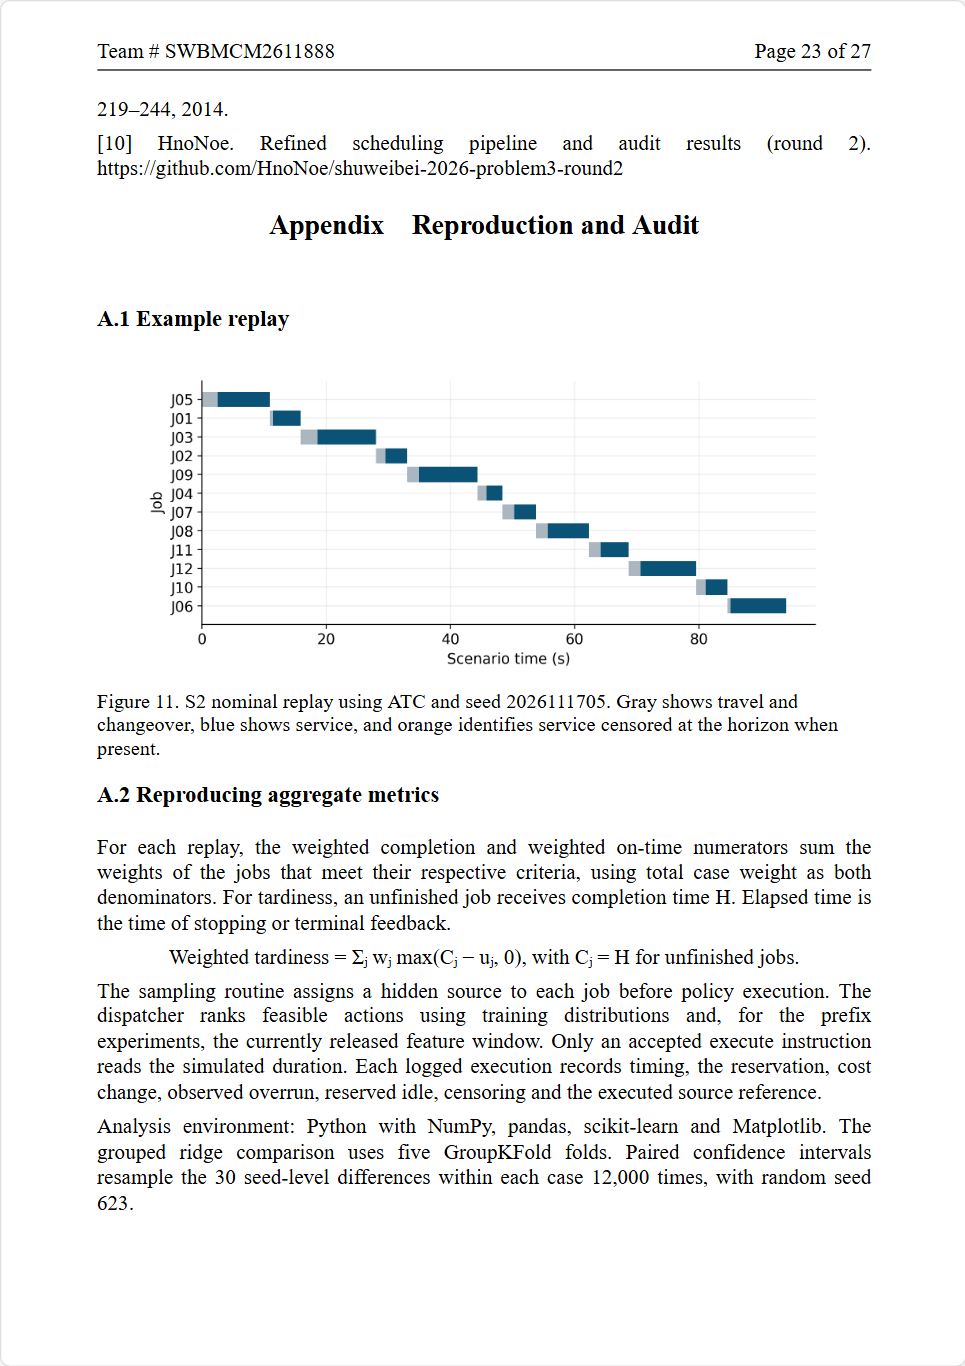 Team # SWBMCM2611888 Page 23 of 27
219–244, 2014.
[10] HnoNoe. Refined scheduling pipeline and audit results (round 2).
https://github.com/HnoNoe/shuweibei-2026-problem3-round2
Appendix Reproduction and Audit
A.1 Example replay
J05
J01
J03
J02
J09
J04
J07
J08
J11
J12
J10
J06
Job
0 20 40 60 80
Scenario time (s)
Figure 11. S2 nominal replay using ATC and seed 2026111705. Gray shows travel and
changeover, blue shows service, and orange identifies service censored at the horizon when
present.
A.2 Reproducing aggregate metrics
For each replay, the weighted completion and weighted on-time numerators sum the
weights of the jobs that meet their respective criteria, using total case weight as both
denominators. For tardiness, an unfinished job receives completion time H. Elapsed time is
the time of stopping or terminal feedback.
Weighted tardiness = Σⱼ wⱼ max(Cⱼ − uⱼ, 0), with Cⱼ = H for unfinished jobs.
The sampling routine assigns a hidden source to each job before policy execution. The
dispatcher ranks feasible actions using training distributions and, for the prefix
experiments, the currently released feature window. Only an accepted execute instruction
reads the simulated duration. Each logged execution records timing, the reservation, cost
change, observed overrun, reserved idle, censoring and the executed source reference.
Analysis environment: Python with NumPy, pandas, scikit-learn and Matplotlib. The
grouped ridge comparison uses five GroupKFold folds. Paired confidence intervals
resample the 30 seed-level differences within each case 12,000 times, with random seed
623.